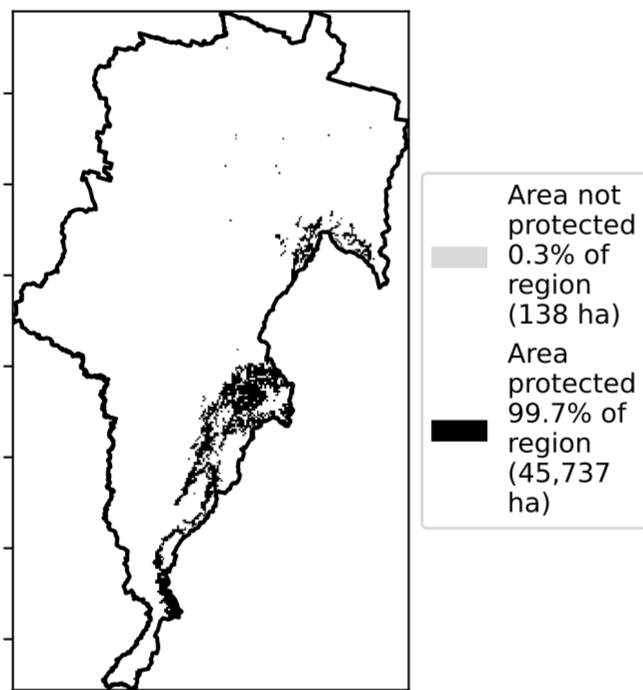 Area not
protected
0.3% of
region
(138 ha)
Area
protected
99.7% of
region
(45,737
ha)